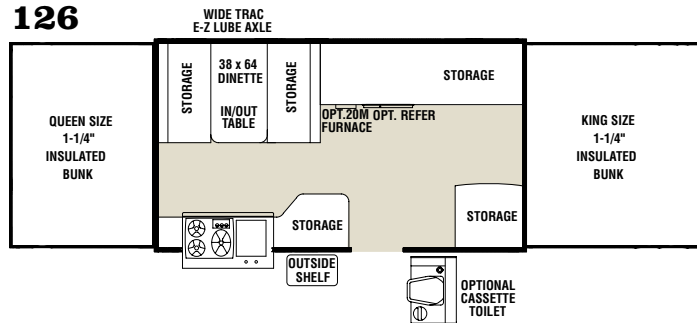 126
WIDE TRAC
E-Z LUBE AXLE
QUEEN SIZE
1-1/4"
INSULATED
BUNK
STORAGE
38 x 64
DINETTE
IN/OUT
TABLE
STORAGE
STORAGE
OPT.20M
FURNACE
OPT. REFER
KING SIZE
1-1/4"
INSULATED
BUNK
STORAGE
STORAGE
OUTSIDE
SHELF
OPTIONAL
CASSETTE
TOILET